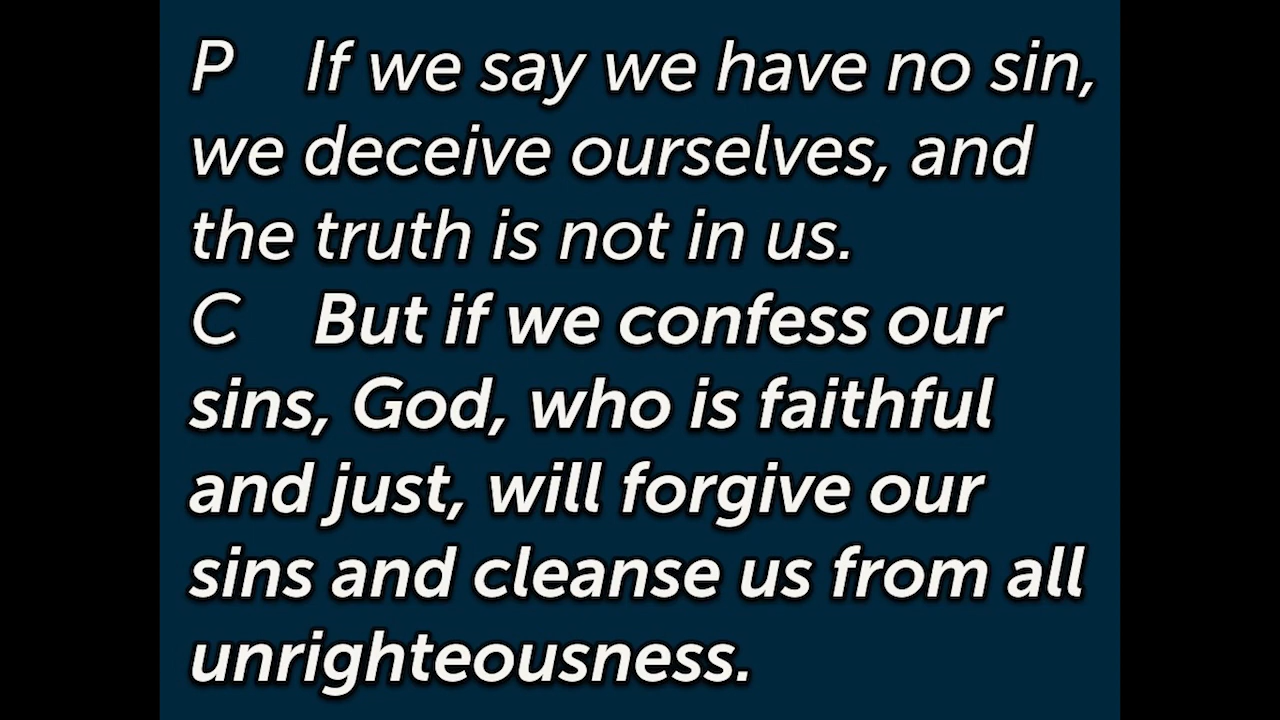 P If we say we have no sin,
we deceive ourselves, and
the truth is not in us.
C But if we confess our
sins, God, who is faithful
and just, will forgive our
sins and cleanse us from all
unrighteousness.